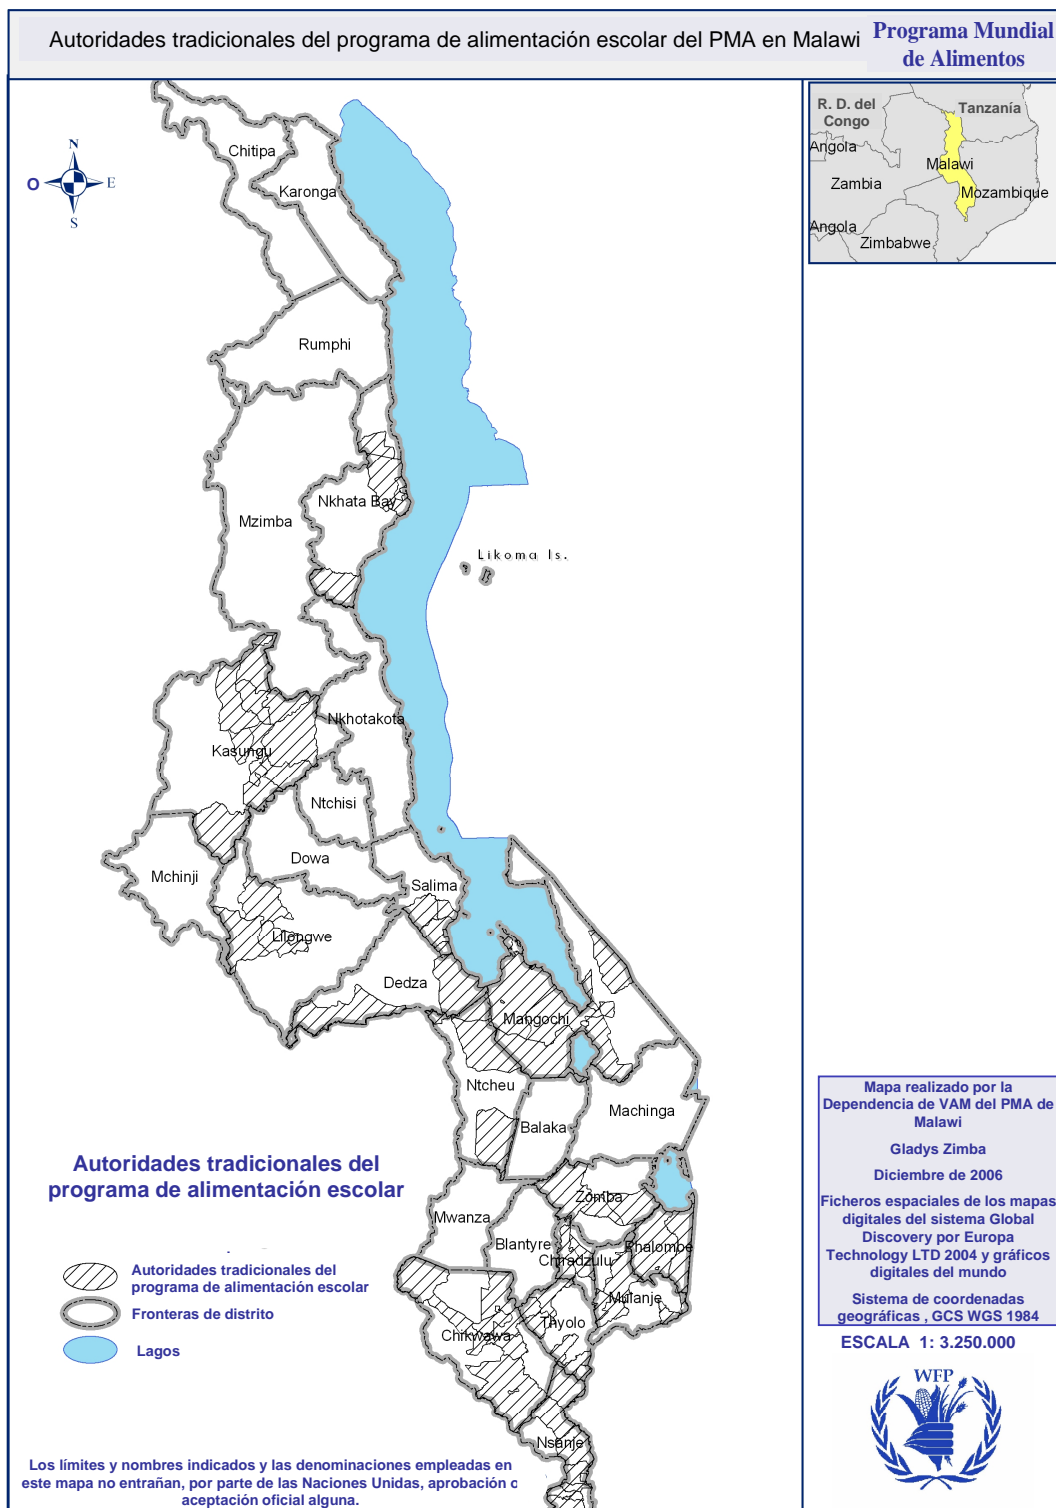 Autoridades tradicionales del programa de alimentación escolar del PMA en Malawi
Programa Mundial
de Alimentos
R. D. del
Congo
Tanzanía
Angola
Malawi
Zambia
Mozambique
Angola
Zimbabwe
N
O
E
S
Chitipa
Karonga
Rumphi
Nkhata Bay
Mzimba
Likoma Is.
Nkhotakota
Kasungu
Ntchisi
Dowa
Mchinji
Salima
Lilongwe
Dedza
Mangochi
Ntcheu
Machinga
Balaka
Zomba
Mwanza
Blantyre
Phalombe
Chiradzulu
Mulanje
Thyolo
Chikwawa
Nsanje
Autoridades tradicionales del
programa de alimentación escolar
Autoridades tradicionales del
programa de alimentación escolar
Fronteras de distrito
Lagos
Los límites y nombres indicados y las denominaciones empleadas en
este mapa no entrañan, por parte de las Naciones Unidas, aprobación o
aceptación oficial alguna.
Mapa realizado por la
Dependencia de VAM del PMA de
Malawi
Gladys Zimba
Diciembre de 2006
Ficheros espaciales de los mapas
digitales del sistema Global
Discovery por Europa
Technology LTD 2004 y gráficos
digitales del mundo
Sistema de coordenadas
geográficas , GCS WGS 1984
ESCALA 1: 3.250.000
WFP